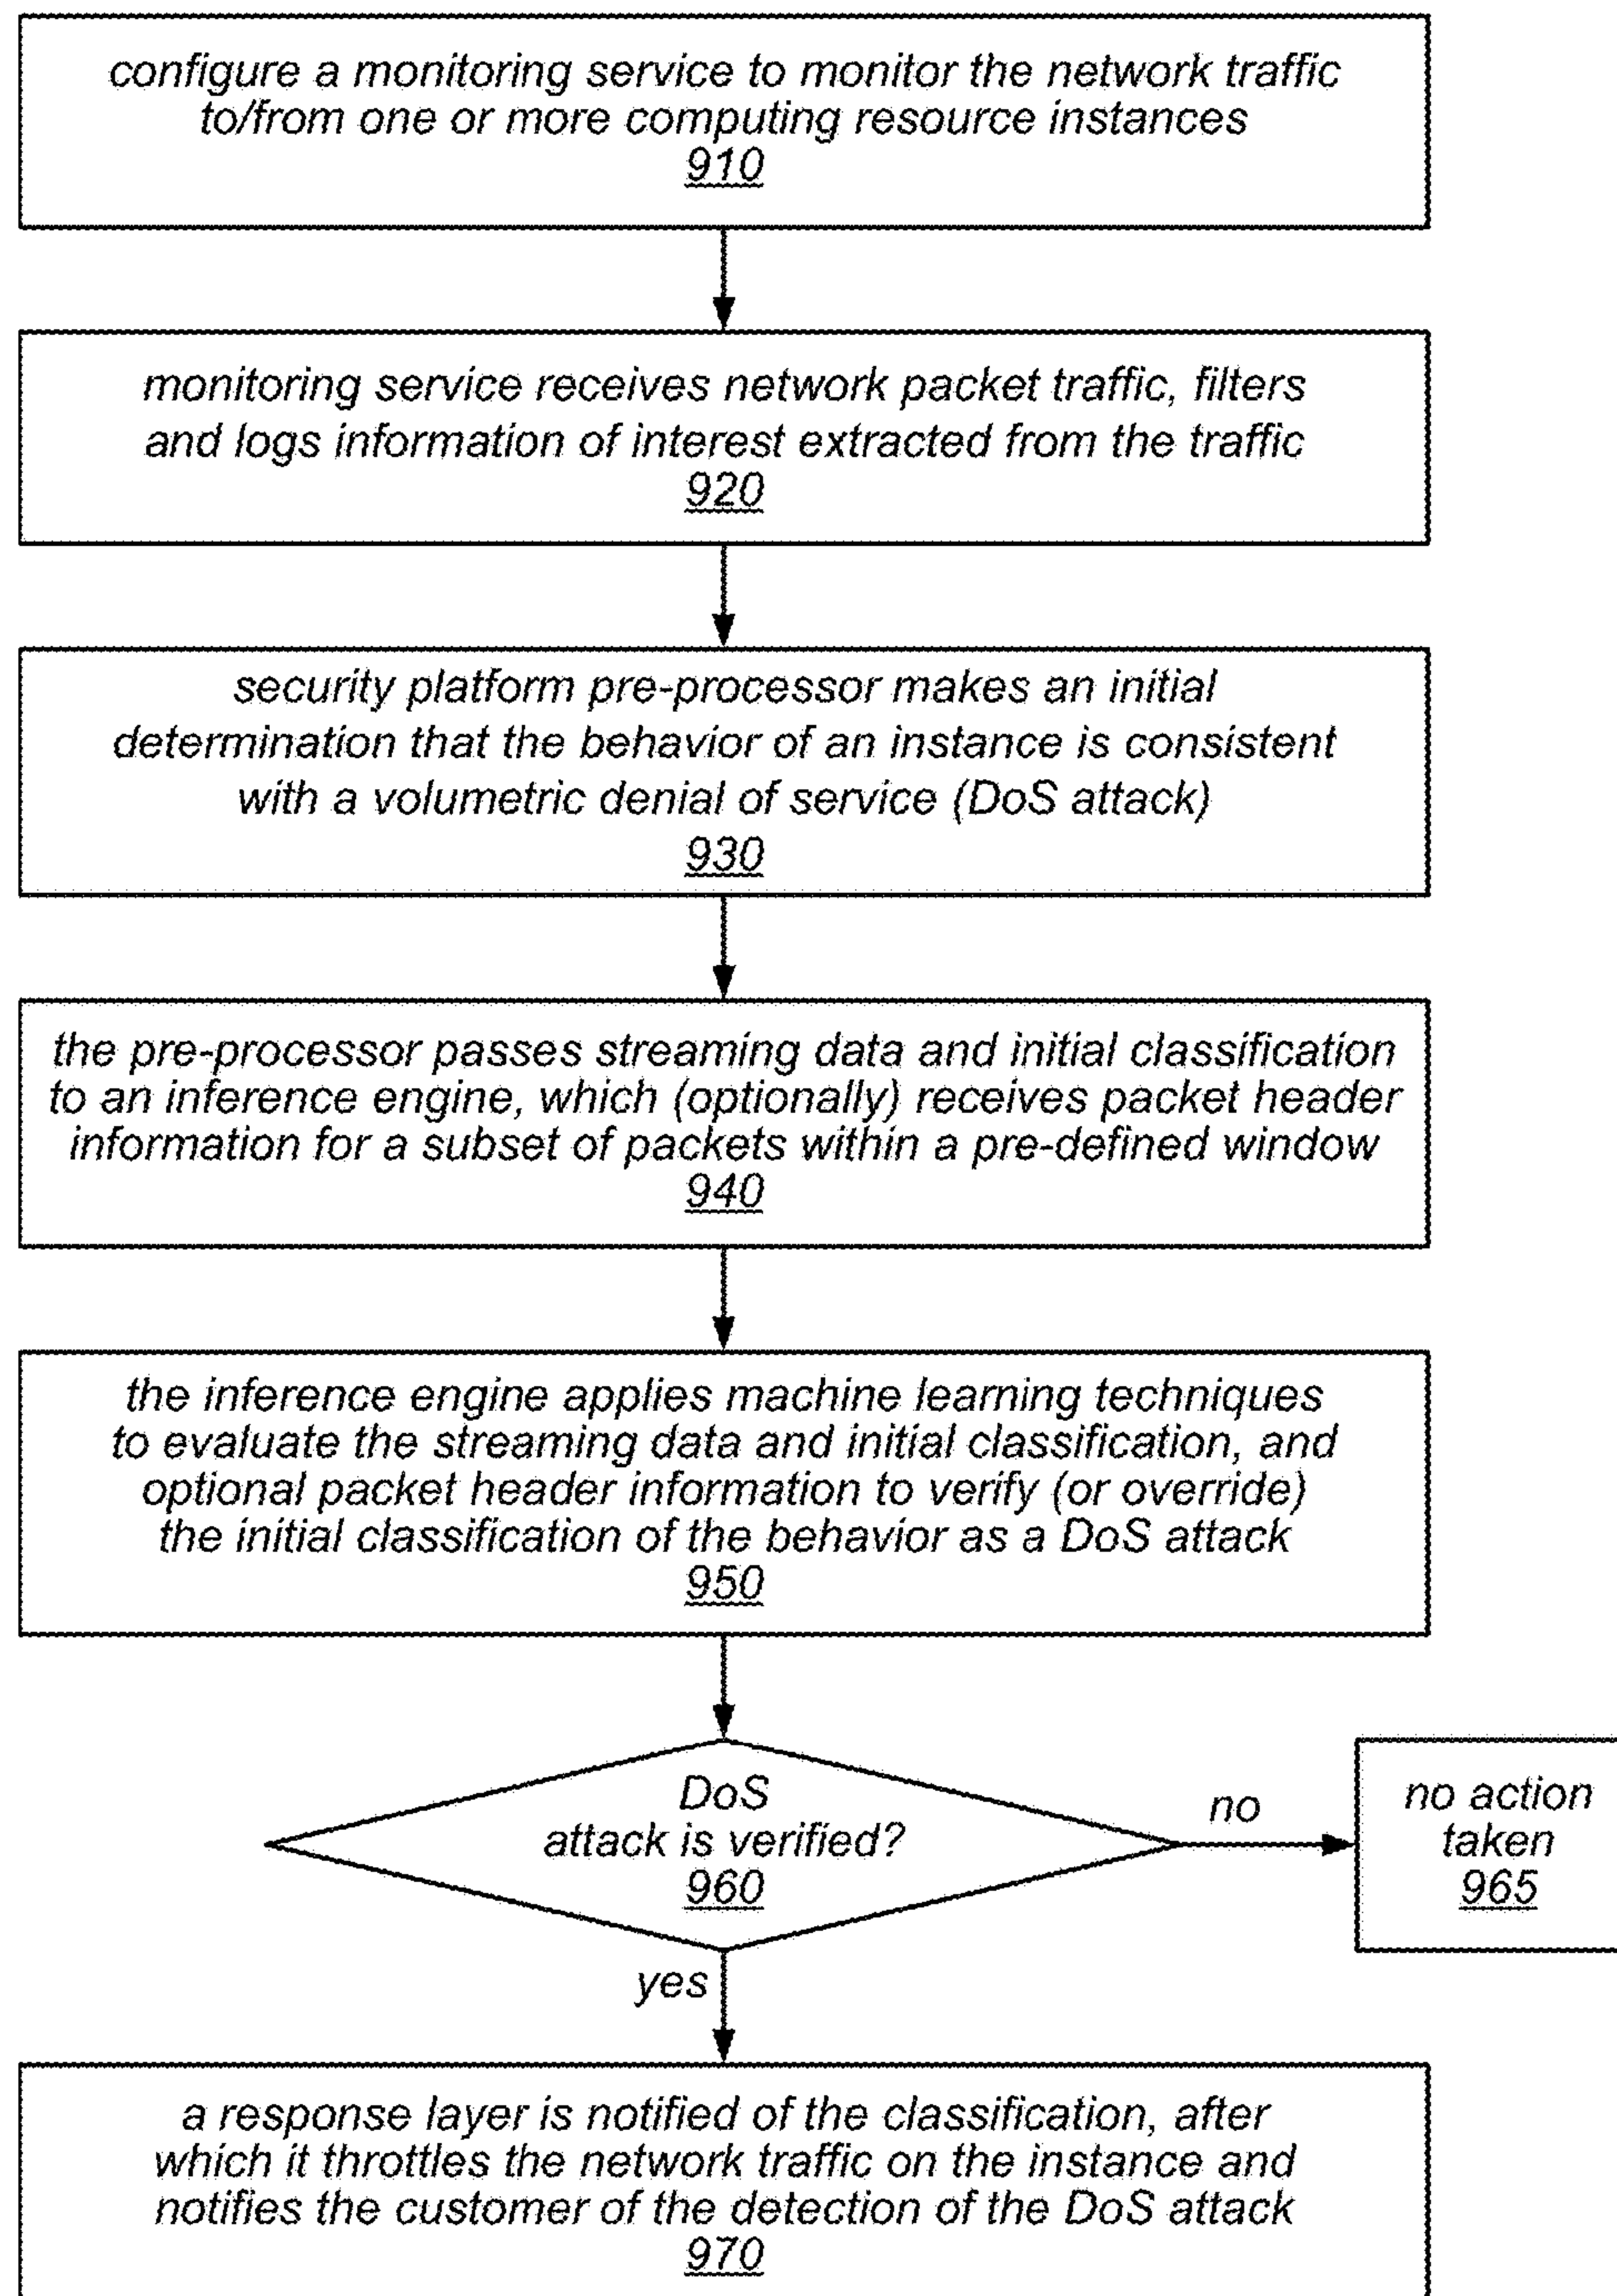 configure a monitoring service to monitor the network traffic
to/from one or more computing resource instances
910
monitoring service receives network packet traffic, filters
and logs information of interest extracted from the traffic
920
security platform pre-processor makes an initial
determination that the behavior of an instance is consistent
with a volumetric denial of service (DoS attack)
930
the pre-processor passes streaming data and initial classification
to an inference engine, which (optionally) receives packet header
information for a subset of packets within a pre-defined window
940
the inference engine applies machine learning techniques
to evaluate the streaming data and initial classification, and
optional packet header information to verify (or override)
the initial classification of the behavior as a DoS attack
950
DoS
attack is verified?
960
no
no action
taken
965
yes
a response layer is notified of the classification, after
which it throttles the network traffic on the instance and
notifies the customer of the detection of the DoS attack
970